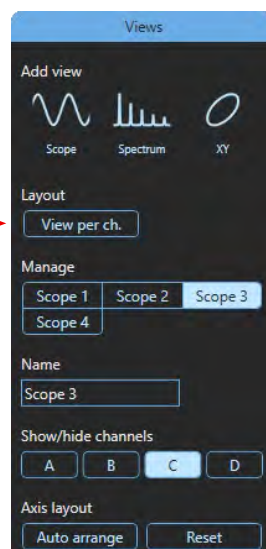 Views
Add view
Scope Spectrum XY
Layout
View per ch.
Manage
Scope 1 Scope 2 Scope 3
Scope 4
Name
Scope 3
Show/hide channels
A B C D
Axis layout
Auto arrange Reset